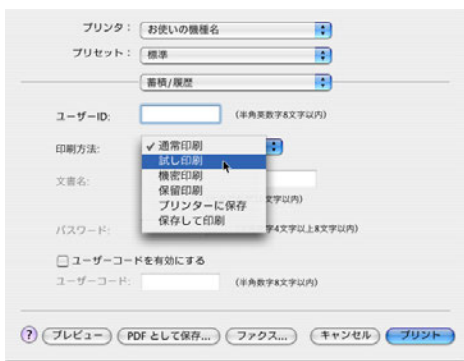 プリンタ： お使いの機種名
プリセット： 標準
蓄積/履歴
ユーザーID: (半角英数字8文字以内)
印刷方法: ✓ 通常印刷
試し印刷
機密印刷
保留印刷
プリンターに保存
保存して印刷
文書名:
文字以内)
パスワード: 字4文字以上8文字以内)
ユーザーコードを有効にする
ユーザーコード: (半角数字8文字以内)
? プレビュー PDF として保存... ファクス... キャンセル プリント